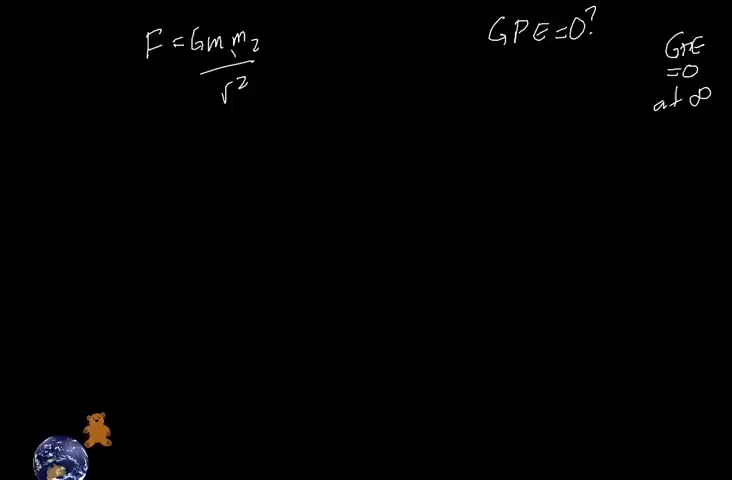 F = Gm₁m₂
r²
GPE=0?
GPE
=0
at ∞